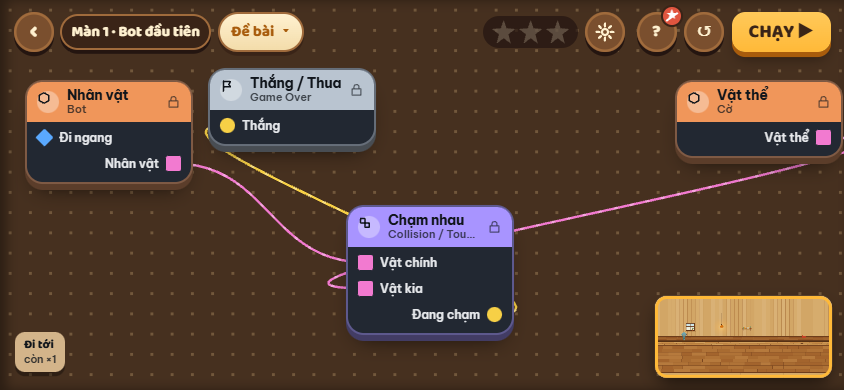 Màn 1 · Bot đầu tiên
Đề bài
?
CHẠY
Nhân vật
Bot
Đi ngang
Nhân vật
Thắng / Thua
Game Over
Thắng
Vật thể
Cờ
Vật thể
Chạm nhau
Collision / Tou...
Vật chính
Vật kia
Đang chạm
Đi tới
còn ×1